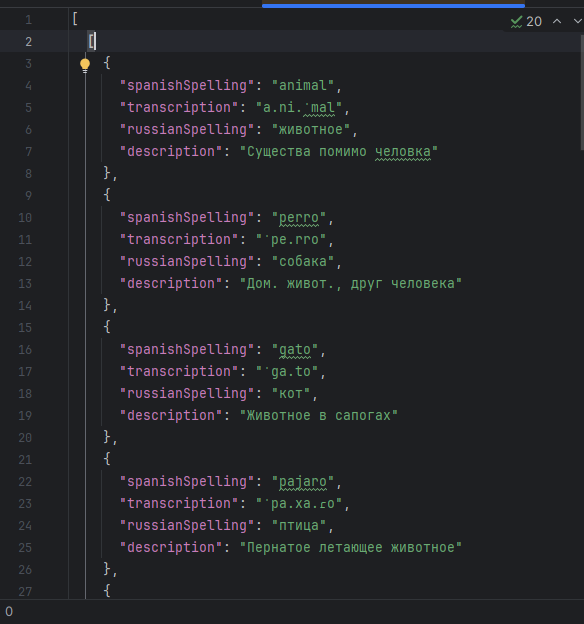 20
1 [
2 [
3 {
4 "spanishSpelling": "animal",
5 "transcription": "a.ni.ˈmal",
6 "russianSpelling": "животное",
7 "description": "Существа помимо человка"
8 },
9 {
10 "spanishSpelling": "perro",
11 "transcription": "ˈpe.rro",
12 "russianSpelling": "собака",
13 "description": "Дом. живот., друг человека"
14 },
15 {
16 "spanishSpelling": "gato",
17 "transcription": "ˈga.to",
18 "russianSpelling": "кот",
19 "description": "Животное в сапогах"
20 },
21 {
22 "spanishSpelling": "pajaro",
23 "transcription": "ˈpa.xa.ɾo",
24 "russianSpelling": "птица",
25 "description": "Пернатое летающее животное"
26 },
27 {
0